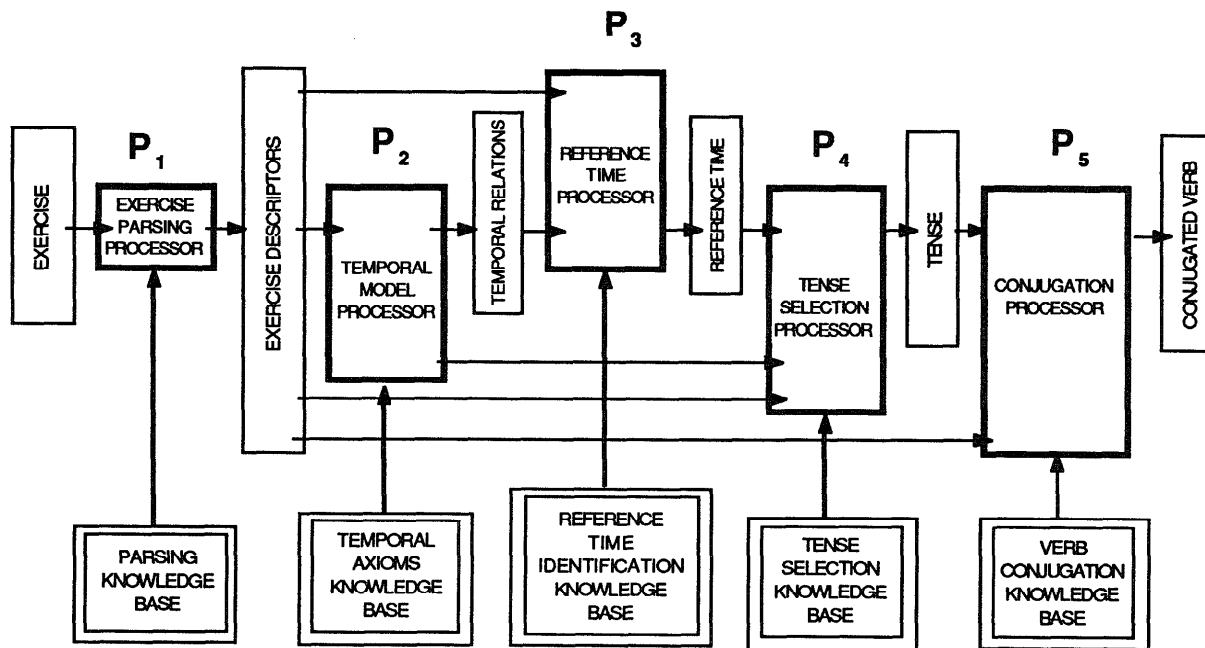 P3
P1
P2
P4
P5
EXERCISE
EXERCISE
PARSING
PROCESSOR
EXERCISE DESCRIPTORS
TEMPORAL
MODEL
PROCESSOR
TEMPORAL RELATIONS
REFERENCE
TIME
PROCESSOR
REFERENCE TIME
TENSE
SELECTION
PROCESSOR
TENSE
CONJUGATION
PROCESSOR
CONJUGATED VERB
PARSING
KNOWLEDGE
BASE
TEMPORAL
AXIOMS
KNOWLEDGE
BASE
REFERENCE
TIME
IDENTIFICATION
KNOWLEDGE
BASE
TENSE
SELECTION
KNOWLEDGE
BASE
VERB
CONJUGATION
KNOWLEDGE
BASE